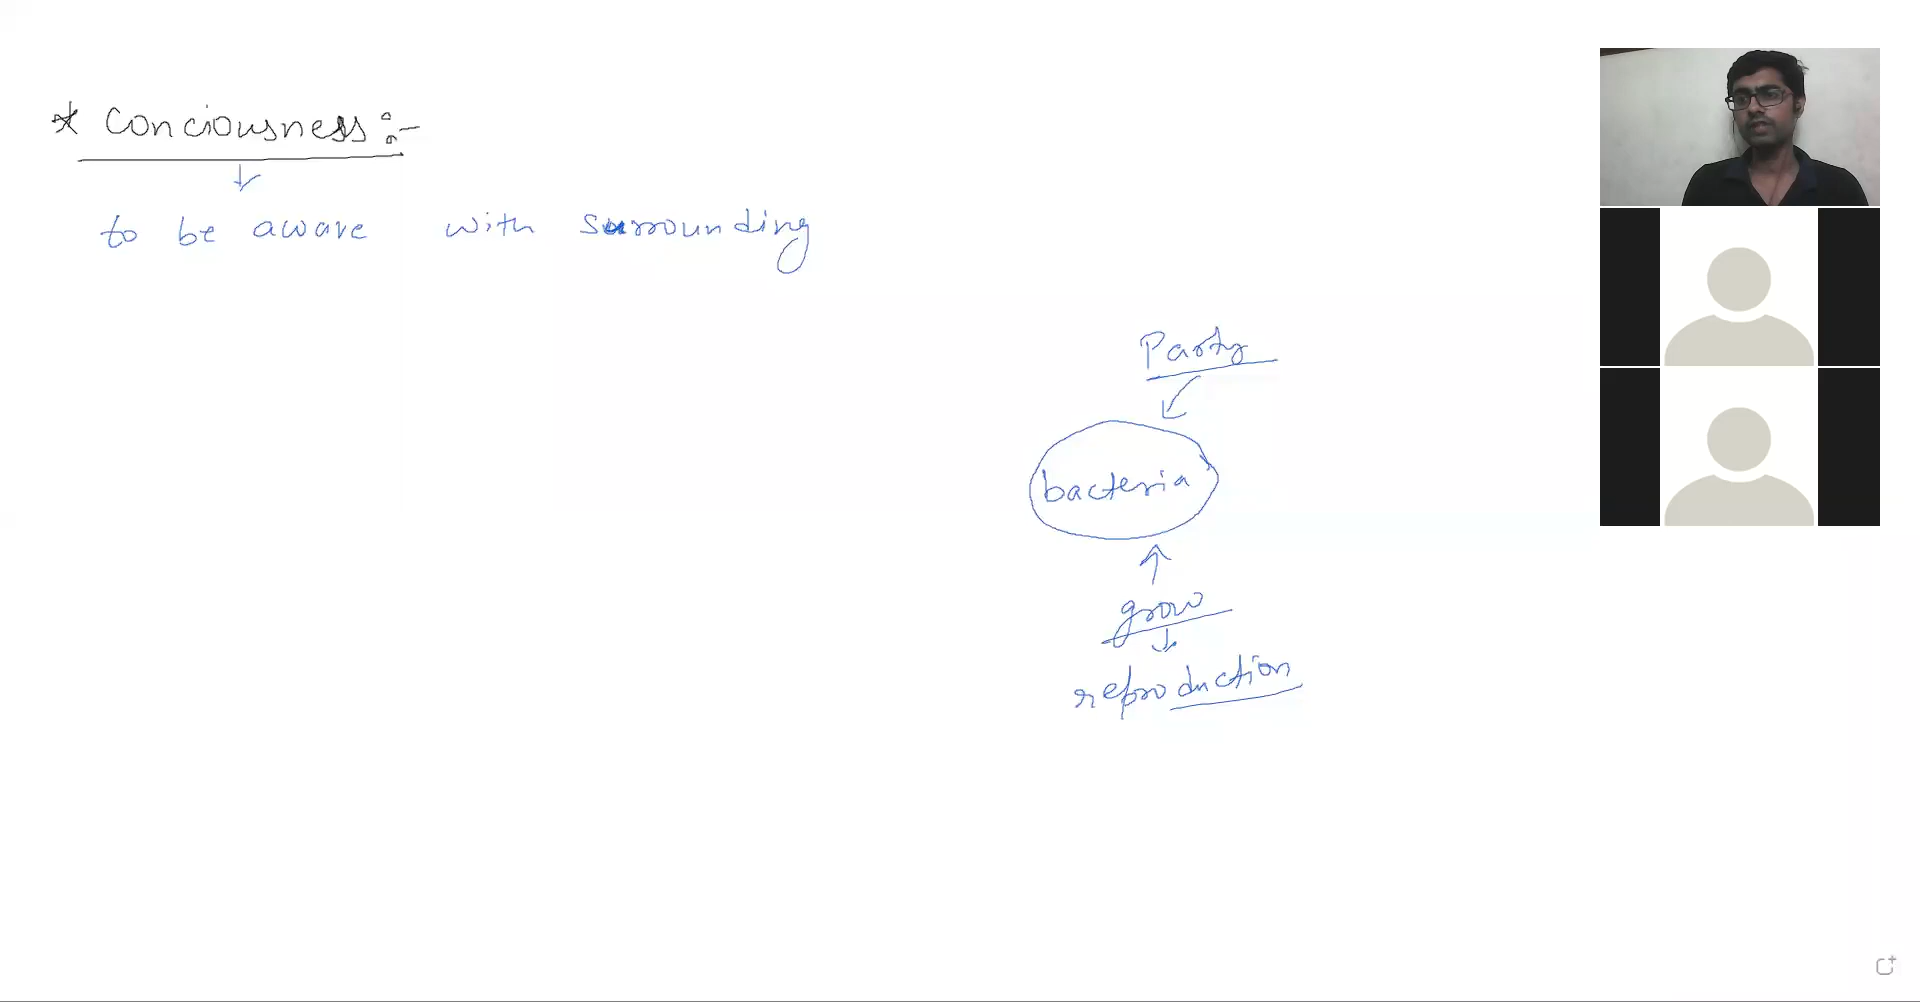 * Conciousness :-
to be aware with surrounding
Party
bacteria
grow
reproduction